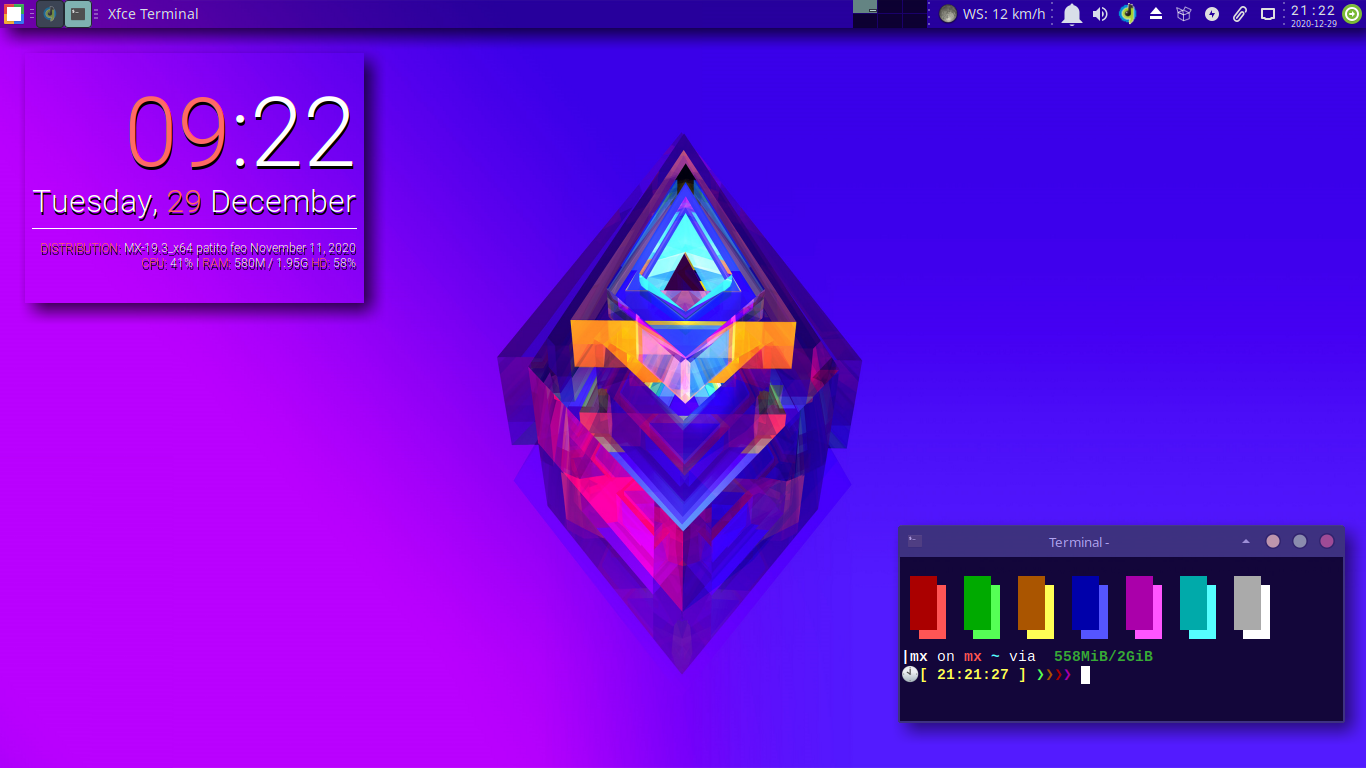 Xfce Terminal
WS: 12 km/h
21:22
2020-12-29
09:22
Tuesday, 29 December
DISTRIBUTION: MX-19.3_x64 patito feo November 11, 2020
CPU: 41% | RAM: 580M / 1.95G HD: 58%
Terminal -
|mx on mx ~ via 558MiB/2GiB
[ 21:21:27 ] ❯❯❯❯